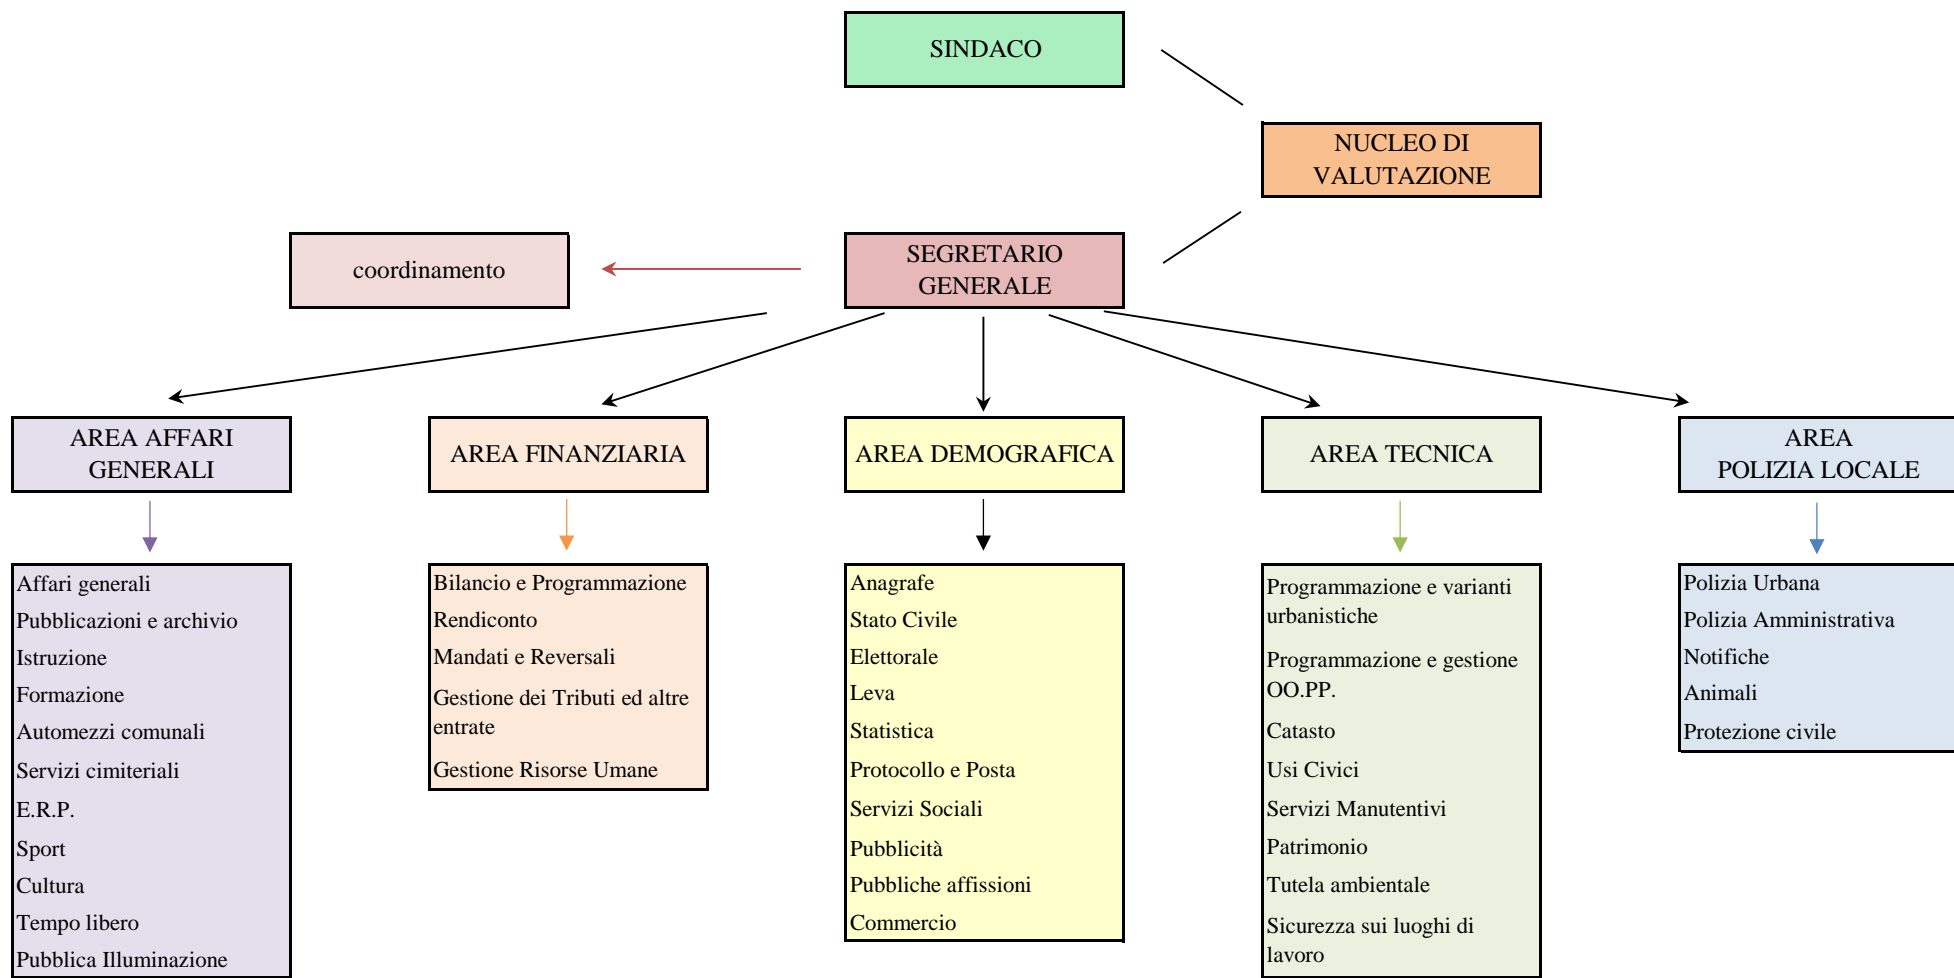 SINDACO
NUCLEO DI
VALUTAZIONE
coordinamento
SEGRETARIO
GENERALE
AREA AFFARI
GENERALI
AREA FINANZIARIA
AREA DEMOGRAFICA
AREA TECNICA
AREA
POLIZIA LOCALE
Affari generali
Pubblicazioni e archivio
Istruzione
Formazione
Automezzi comunali
Servizi cimiteriali
E.R.P.
Sport
Cultura
Tempo libero
Pubblica Illuminazione
Bilancio e Programmazione
Rendiconto
Mandati e Reversali
Gestione dei Tributi ed altre
entrate
Gestione Risorse Umane
Anagrafe
Stato Civile
Elettorale
Leva
Statistica
Protocollo e Posta
Servizi Sociali
Pubblicità
Pubbliche affissioni
Commercio
Programmazione e varianti
urbanistiche
Programmazione e gestione
OO.PP.
Catasto
Usi Civici
Servizi Manutentivi
Patrimonio
Tutela ambientale
Sicurezza sui luoghi di
lavoro
Polizia Urbana
Polizia Amministrativa
Notifiche
Animali
Protezione civile